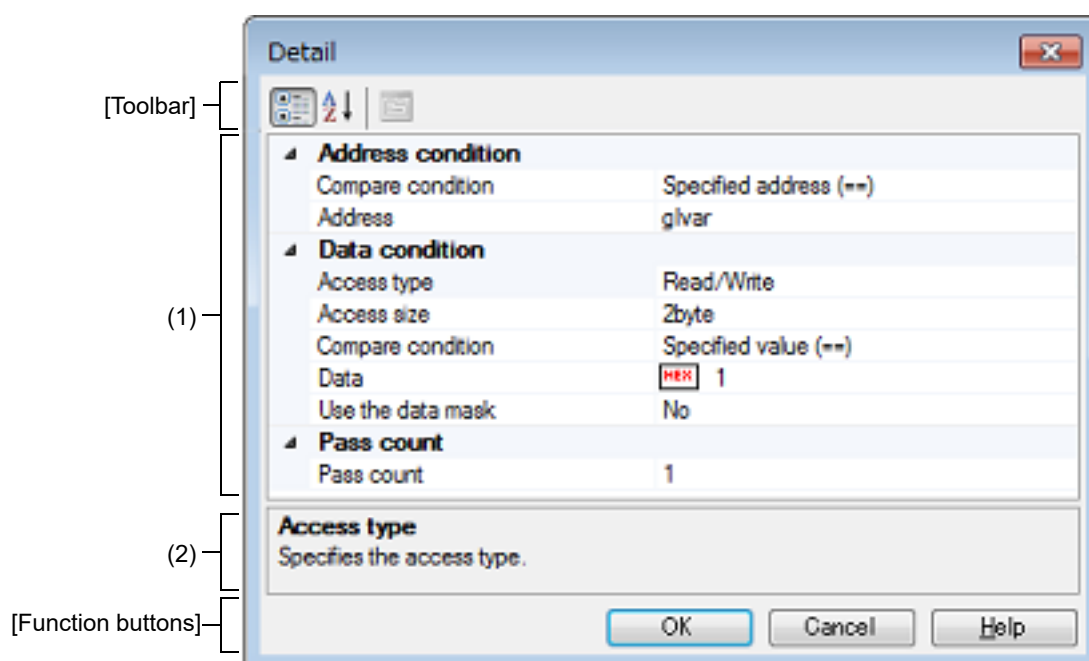 Detail
[Toolbar]
Address condition
Compare condition Specified address (==)
Address glvar
Data condition
Access type Read/Write
(1)
Access size 2byte
Compare condition Specified value (==)
Data HEX 1
Use the data mask No
Pass count
Pass count 1
Access type
(2)
Specifies the access type.
[Function buttons]
OK Cancel Help